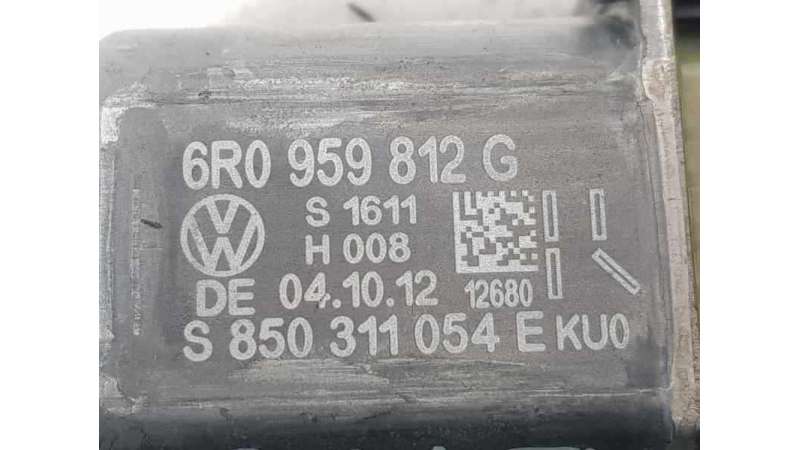 6R0 959 812 G
S 1611
H 008
DE 04.10.12 12680
S 850 311 054 E KU0